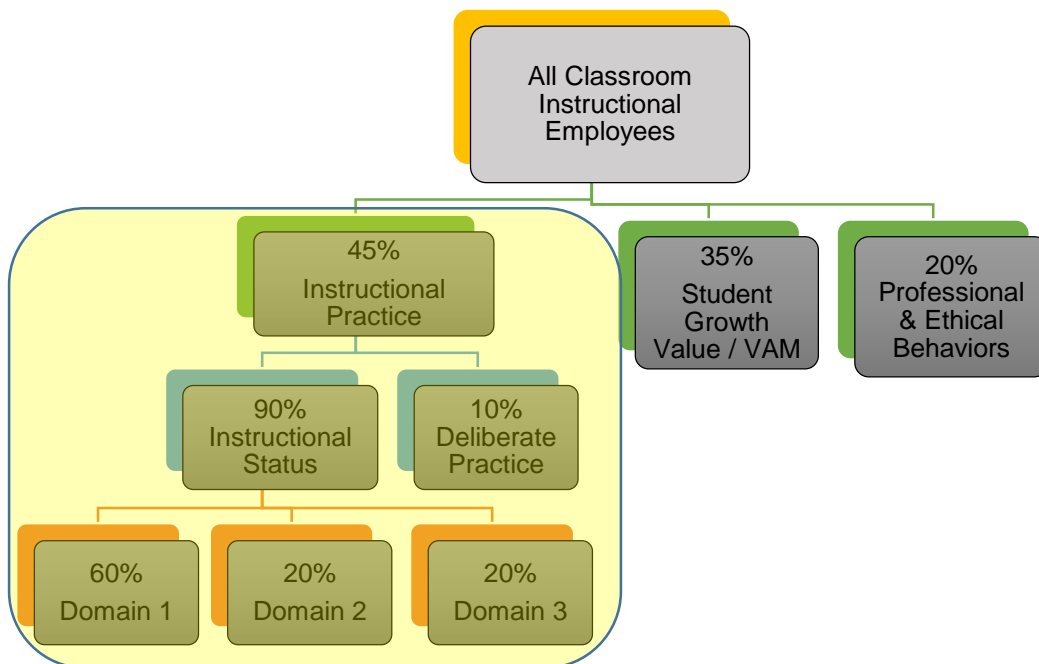 All Classroom
Instructional
Employees
45%
Instructional
Practice
35%
Student
Growth
Value / VAM
20%
Professional
& Ethical
Behaviors
90%
Instructional
Status
10%
Deliberate
Practice
60%
Domain 1
20%
Domain 2
20%
Domain 3